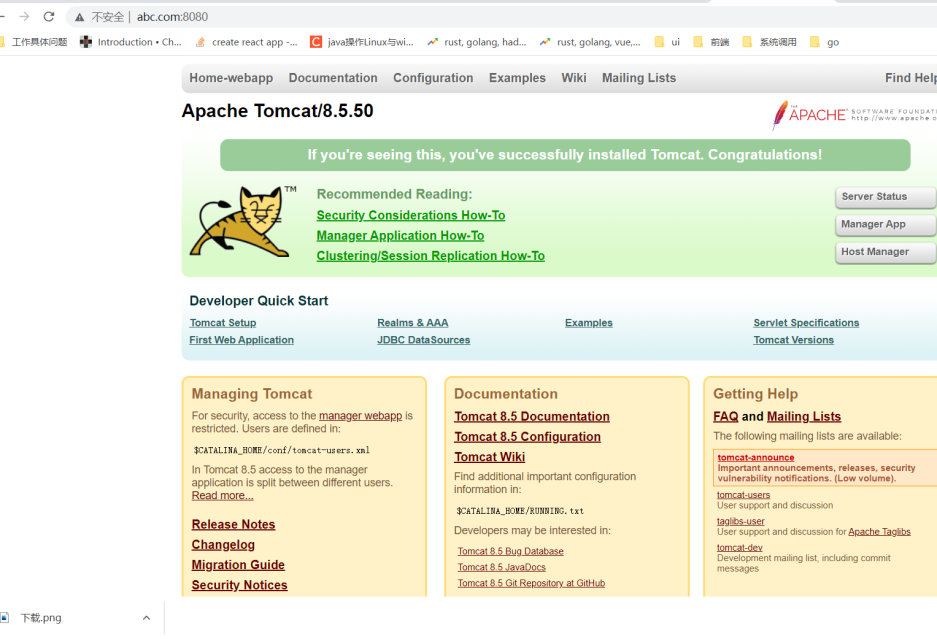 不安全 | abc.com:8080
工作具体问题 Introduction • Ch... create react app -... java操作Linux与wi... rust, golang, had... rust, golang, vue,... ui 前端 系统调用 go
Home-webapp Documentation Configuration Examples Wiki Mailing Lists Find Help
Apache Tomcat/8.5.50
THE APACHE SOFTWARE FOUNDATI
http://www.apache.o
If you're seeing this, you've successfully installed Tomcat. Congratulations!
TM
Recommended Reading:
Security Considerations How-To
Manager Application How-To
Clustering/Session Replication How-To
Server Status
Manager App
Host Manager
Developer Quick Start
Tomcat Setup Realms & AAA Examples Servlet Specifications
First Web Application JDBC DataSources Tomcat Versions
Managing Tomcat
For security, access to the manager webapp is
restricted. Users are defined in:
$CATALINA_HOME/conf/tomcat-users.xml
In Tomcat 8.5 access to the manager
application is split between different users.
Read more...
Release Notes
Changelog
Migration Guide
Security Notices
Documentation
Tomcat 8.5 Documentation
Tomcat 8.5 Configuration
Tomcat Wiki
Find additional important configuration
information in:
$CATALINA_HOME/RUNNING.txt
Developers may be interested in:
Tomcat 8.5 Bug Database
Tomcat 8.5 JavaDocs
Tomcat 8.5 Git Repository at GitHub
Getting Help
FAQ and Mailing Lists
The following mailing lists are available:
tomcat-announce
Important announcements, releases, security
vulnerability notifications. (Low volume).
tomcat-users
User support and discussion
taglibs-user
User support and discussion for Apache Taglibs
tomcat-dev
Development mailing list, including commit
messages
下载.png